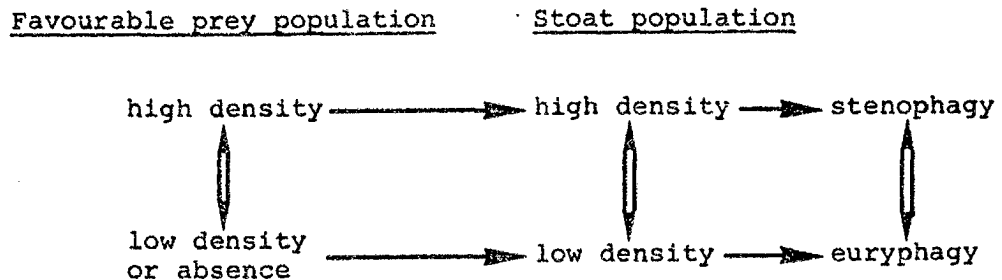 Favourable prey population Stoat population
high density high density stenophagy
low density
or absence low density euryphagy